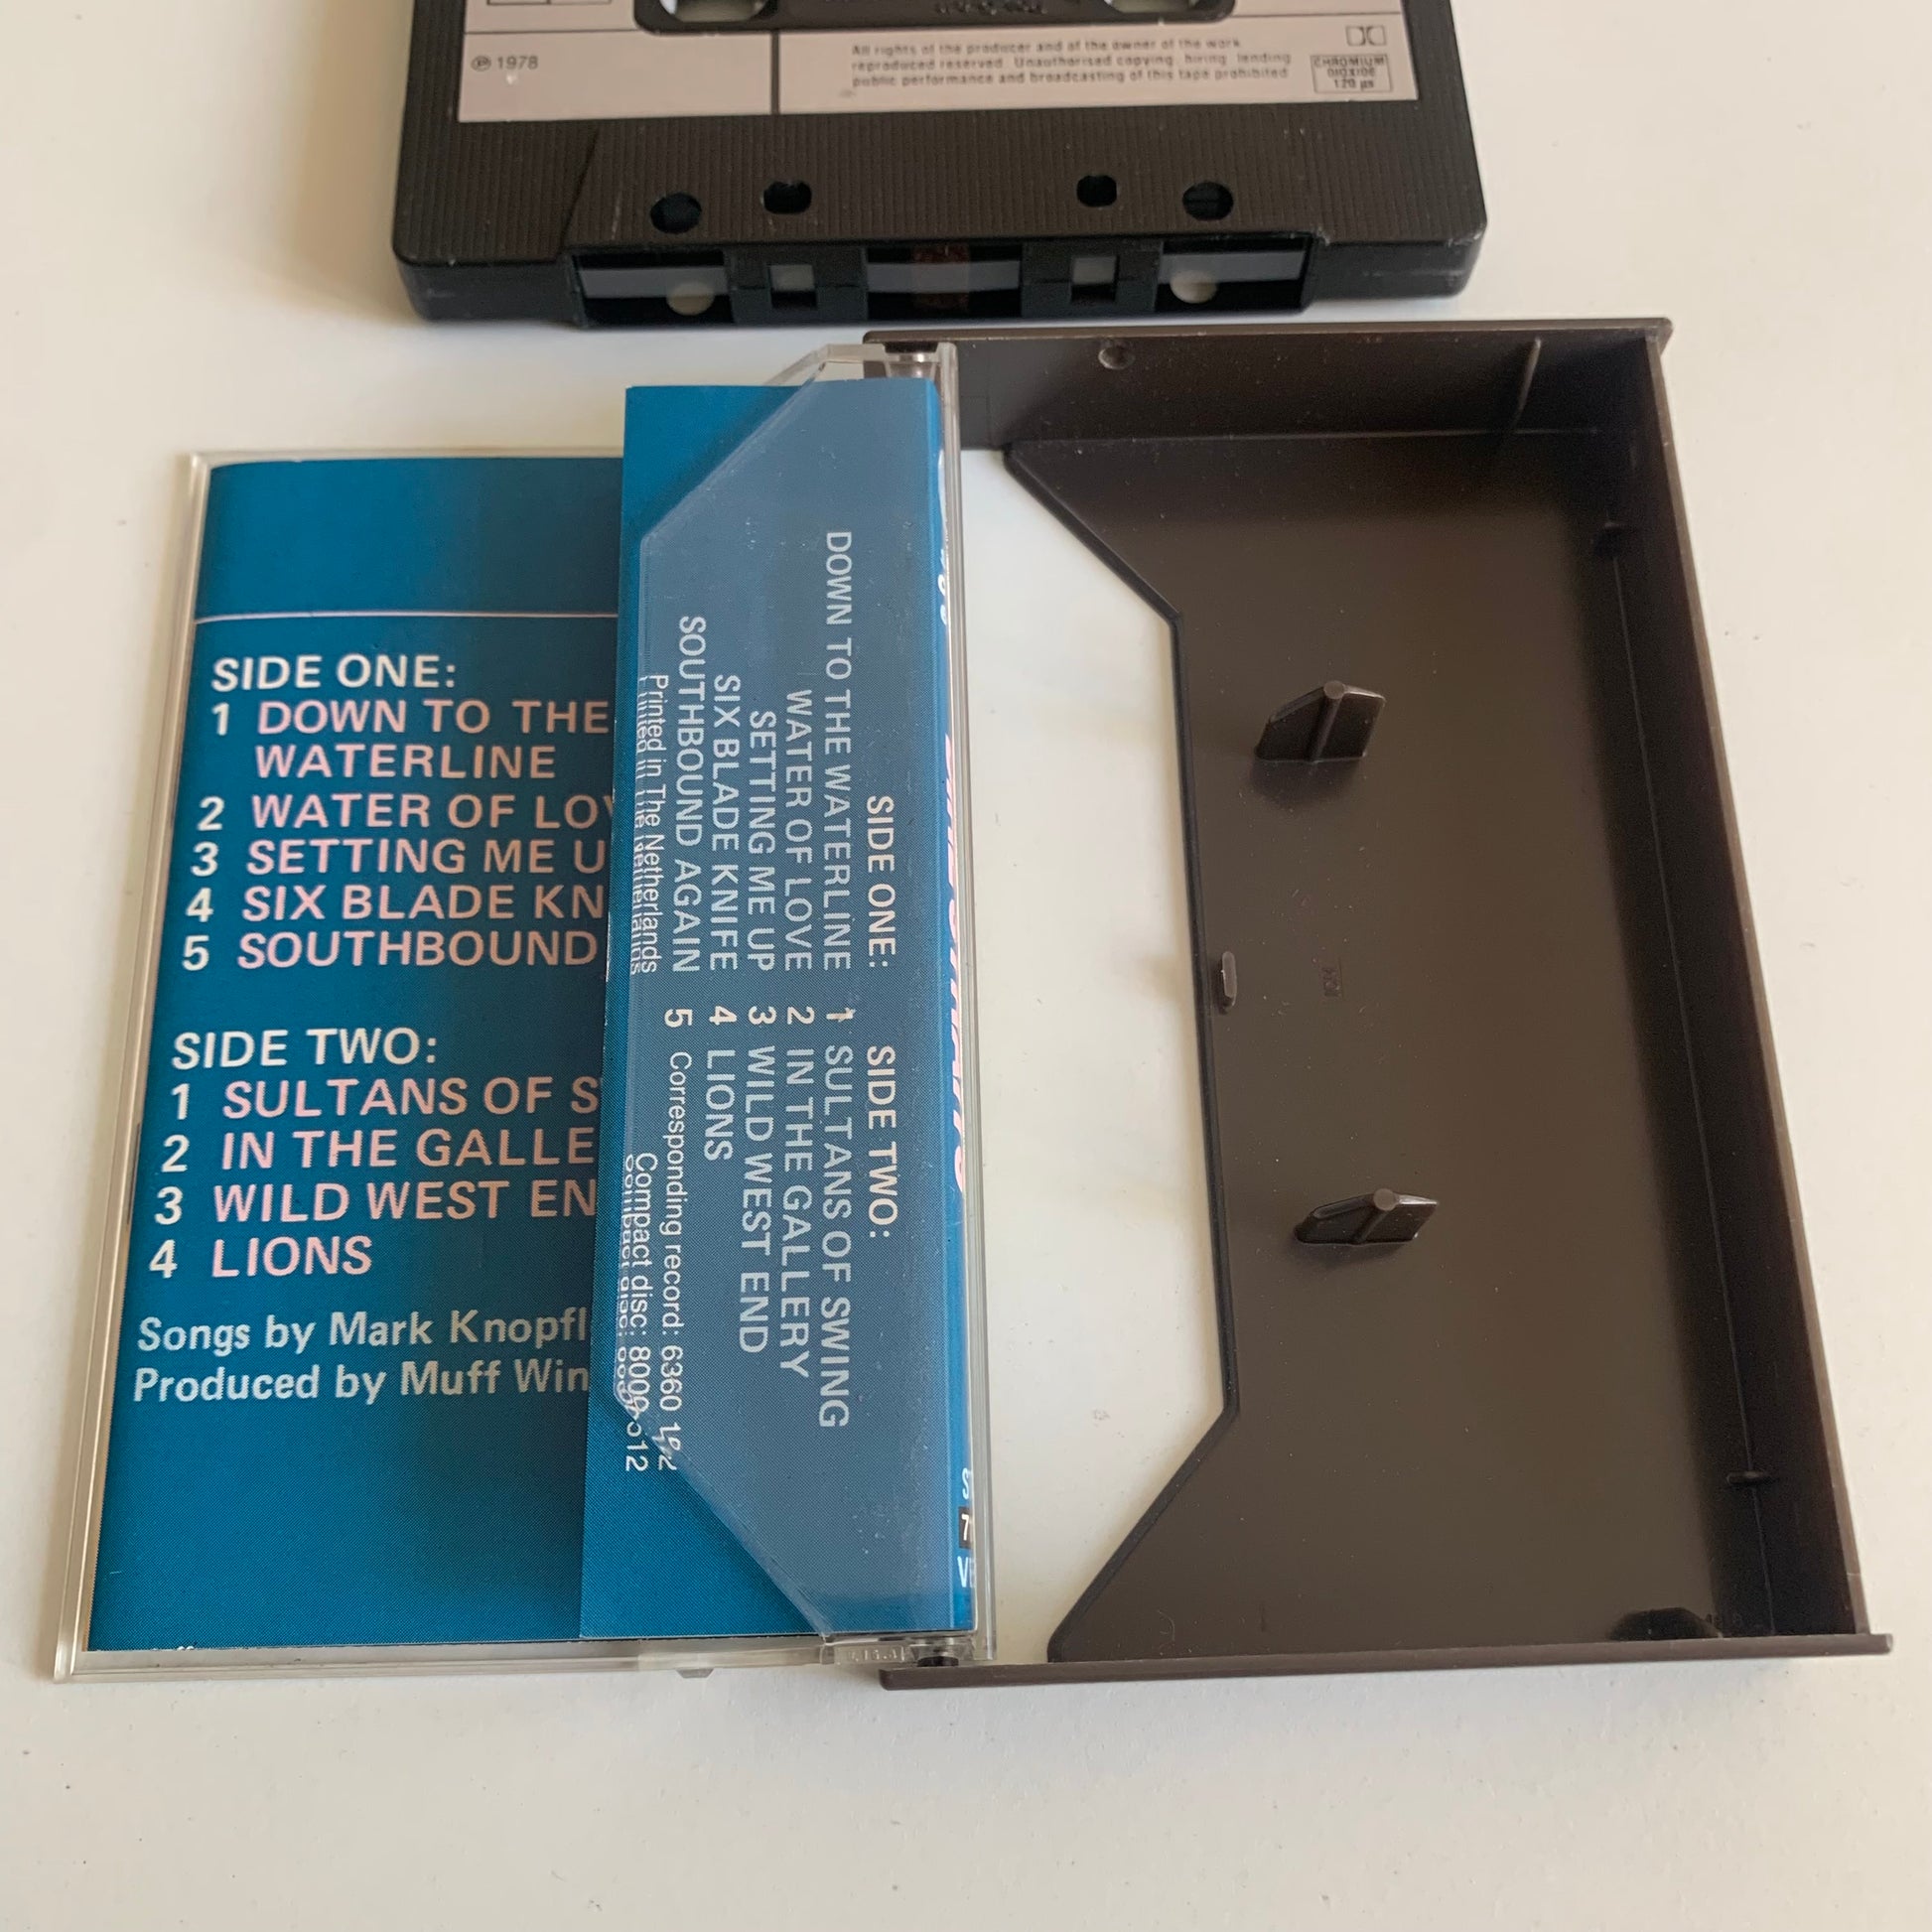 ℗ 1978
All rights of the producer and of the owner of the work
reproduced reserved Unauthorised copying hiring lending
public performance and broadcasting of this tape prohibited
CHROMIUM
DIOXIDE
120 µs
SIDE ONE:
1 DOWN TO THE
WATERLINE
2 WATER OF LOV
3 SETTING ME U
4 SIX BLADE KN
5 SOUTHBOUND
SIDE TWO:
1 SULTANS OF S
2 IN THE GALLE
3 WILD WEST EN
4 LIONS
Songs by Mark Knopfl
Produced by Muff Win
SIDE ONE:
DOWN TO THE WATERLINE 1
WATER OF LOVE 2
SETTING ME UP 3
SIX BLADE KNIFE 4
SOUTHBOUND AGAIN 5
Printed in The Netherlands
SIDE TWO:
SULTANS OF SWING
IN THE GALLERY
WILD WEST END
LIONS
Corresponding record: 6360
Compact disc: